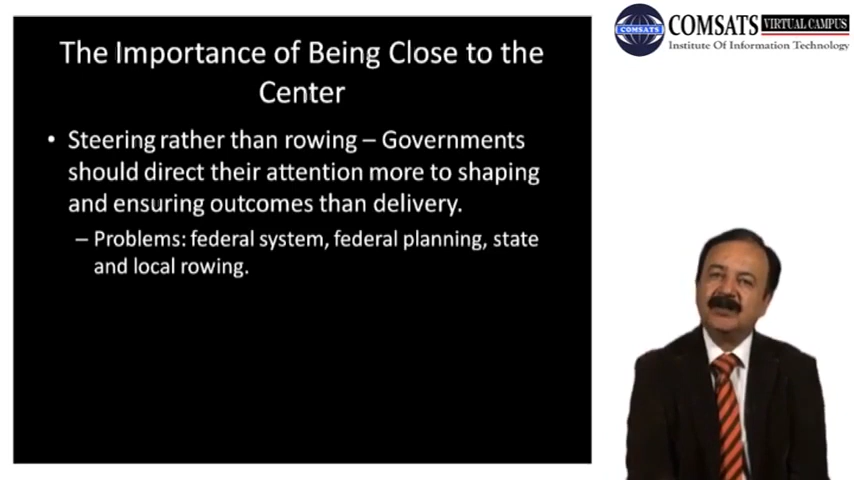 The Importance of Being Close to the
Center
• Steering rather than rowing – Governments
should direct their attention more to shaping
and ensuring outcomes than delivery.
– Problems: federal system, federal planning, state
and local rowing.
COMSATS
COMSATS VIRTUAL CAMPUS
Institute Of Information Technology